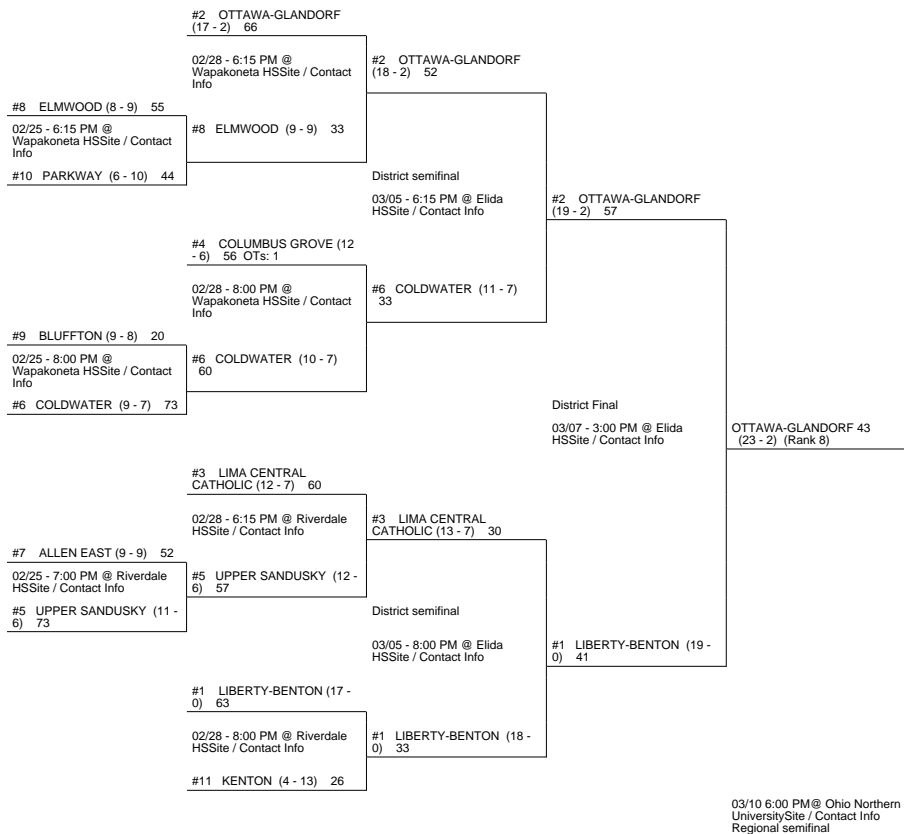 #2 OTTAWA-GLANDORF
(17 - 2) 66
02/28 - 6:15 PM @
Wapakoneta HSSite / Contact
Info
#2 OTTAWA-GLANDORF
(18 - 2) 52
#8 ELMWOOD (8 - 9) 55
02/25 - 6:15 PM @
Wapakoneta HSSite / Contact
Info
#10 PARKWAY (6 - 10) 44
#8 ELMWOOD (9 - 9) 33
District semifinal
03/05 - 6:15 PM @ Elida
HSSite / Contact Info
#2 OTTAWA-GLANDORF
(19 - 2) 57
#4 COLUMBUS GROVE (12
- 6) 56 OTs: 1
02/28 - 8:00 PM @
Wapakoneta HSSite / Contact
Info
#6 COLDWATER (11 - 7)
33
#9 BLUFFTON (9 - 8) 20
02/25 - 8:00 PM @
Wapakoneta HSSite / Contact
Info
#6 COLDWATER (9 - 7) 73
#6 COLDWATER (10 - 7)
60
District Final
03/07 - 3:00 PM @ Elida
HSSite / Contact Info
OTTAWA-GLANDORF 43
(23 - 2) (Rank 8)
#3 LIMA CENTRAL
CATHOLIC (12 - 7) 60
02/28 - 6:15 PM @ Riverdale
HSSite / Contact Info
#3 LIMA CENTRAL
CATHOLIC (13 - 7) 30
#7 ALLEN EAST (9 - 9) 52
02/25 - 7:00 PM @ Riverdale
HSSite / Contact Info
#5 UPPER SANDUSKY (11 -
6) 73
#5 UPPER SANDUSKY (12 -
6) 57
District semifinal
03/05 - 8:00 PM @ Elida
HSSite / Contact Info
#1 LIBERTY-BENTON (19 -
0) 41
#1 LIBERTY-BENTON (17 -
0) 63
02/28 - 8:00 PM @ Riverdale
HSSite / Contact Info
#1 LIBERTY-BENTON (18 -
0) 33
#11 KENTON (4 - 13) 26
03/10 6:00 PM@ Ohio Northern
UniversitySite / Contact Info
Regional semifinal